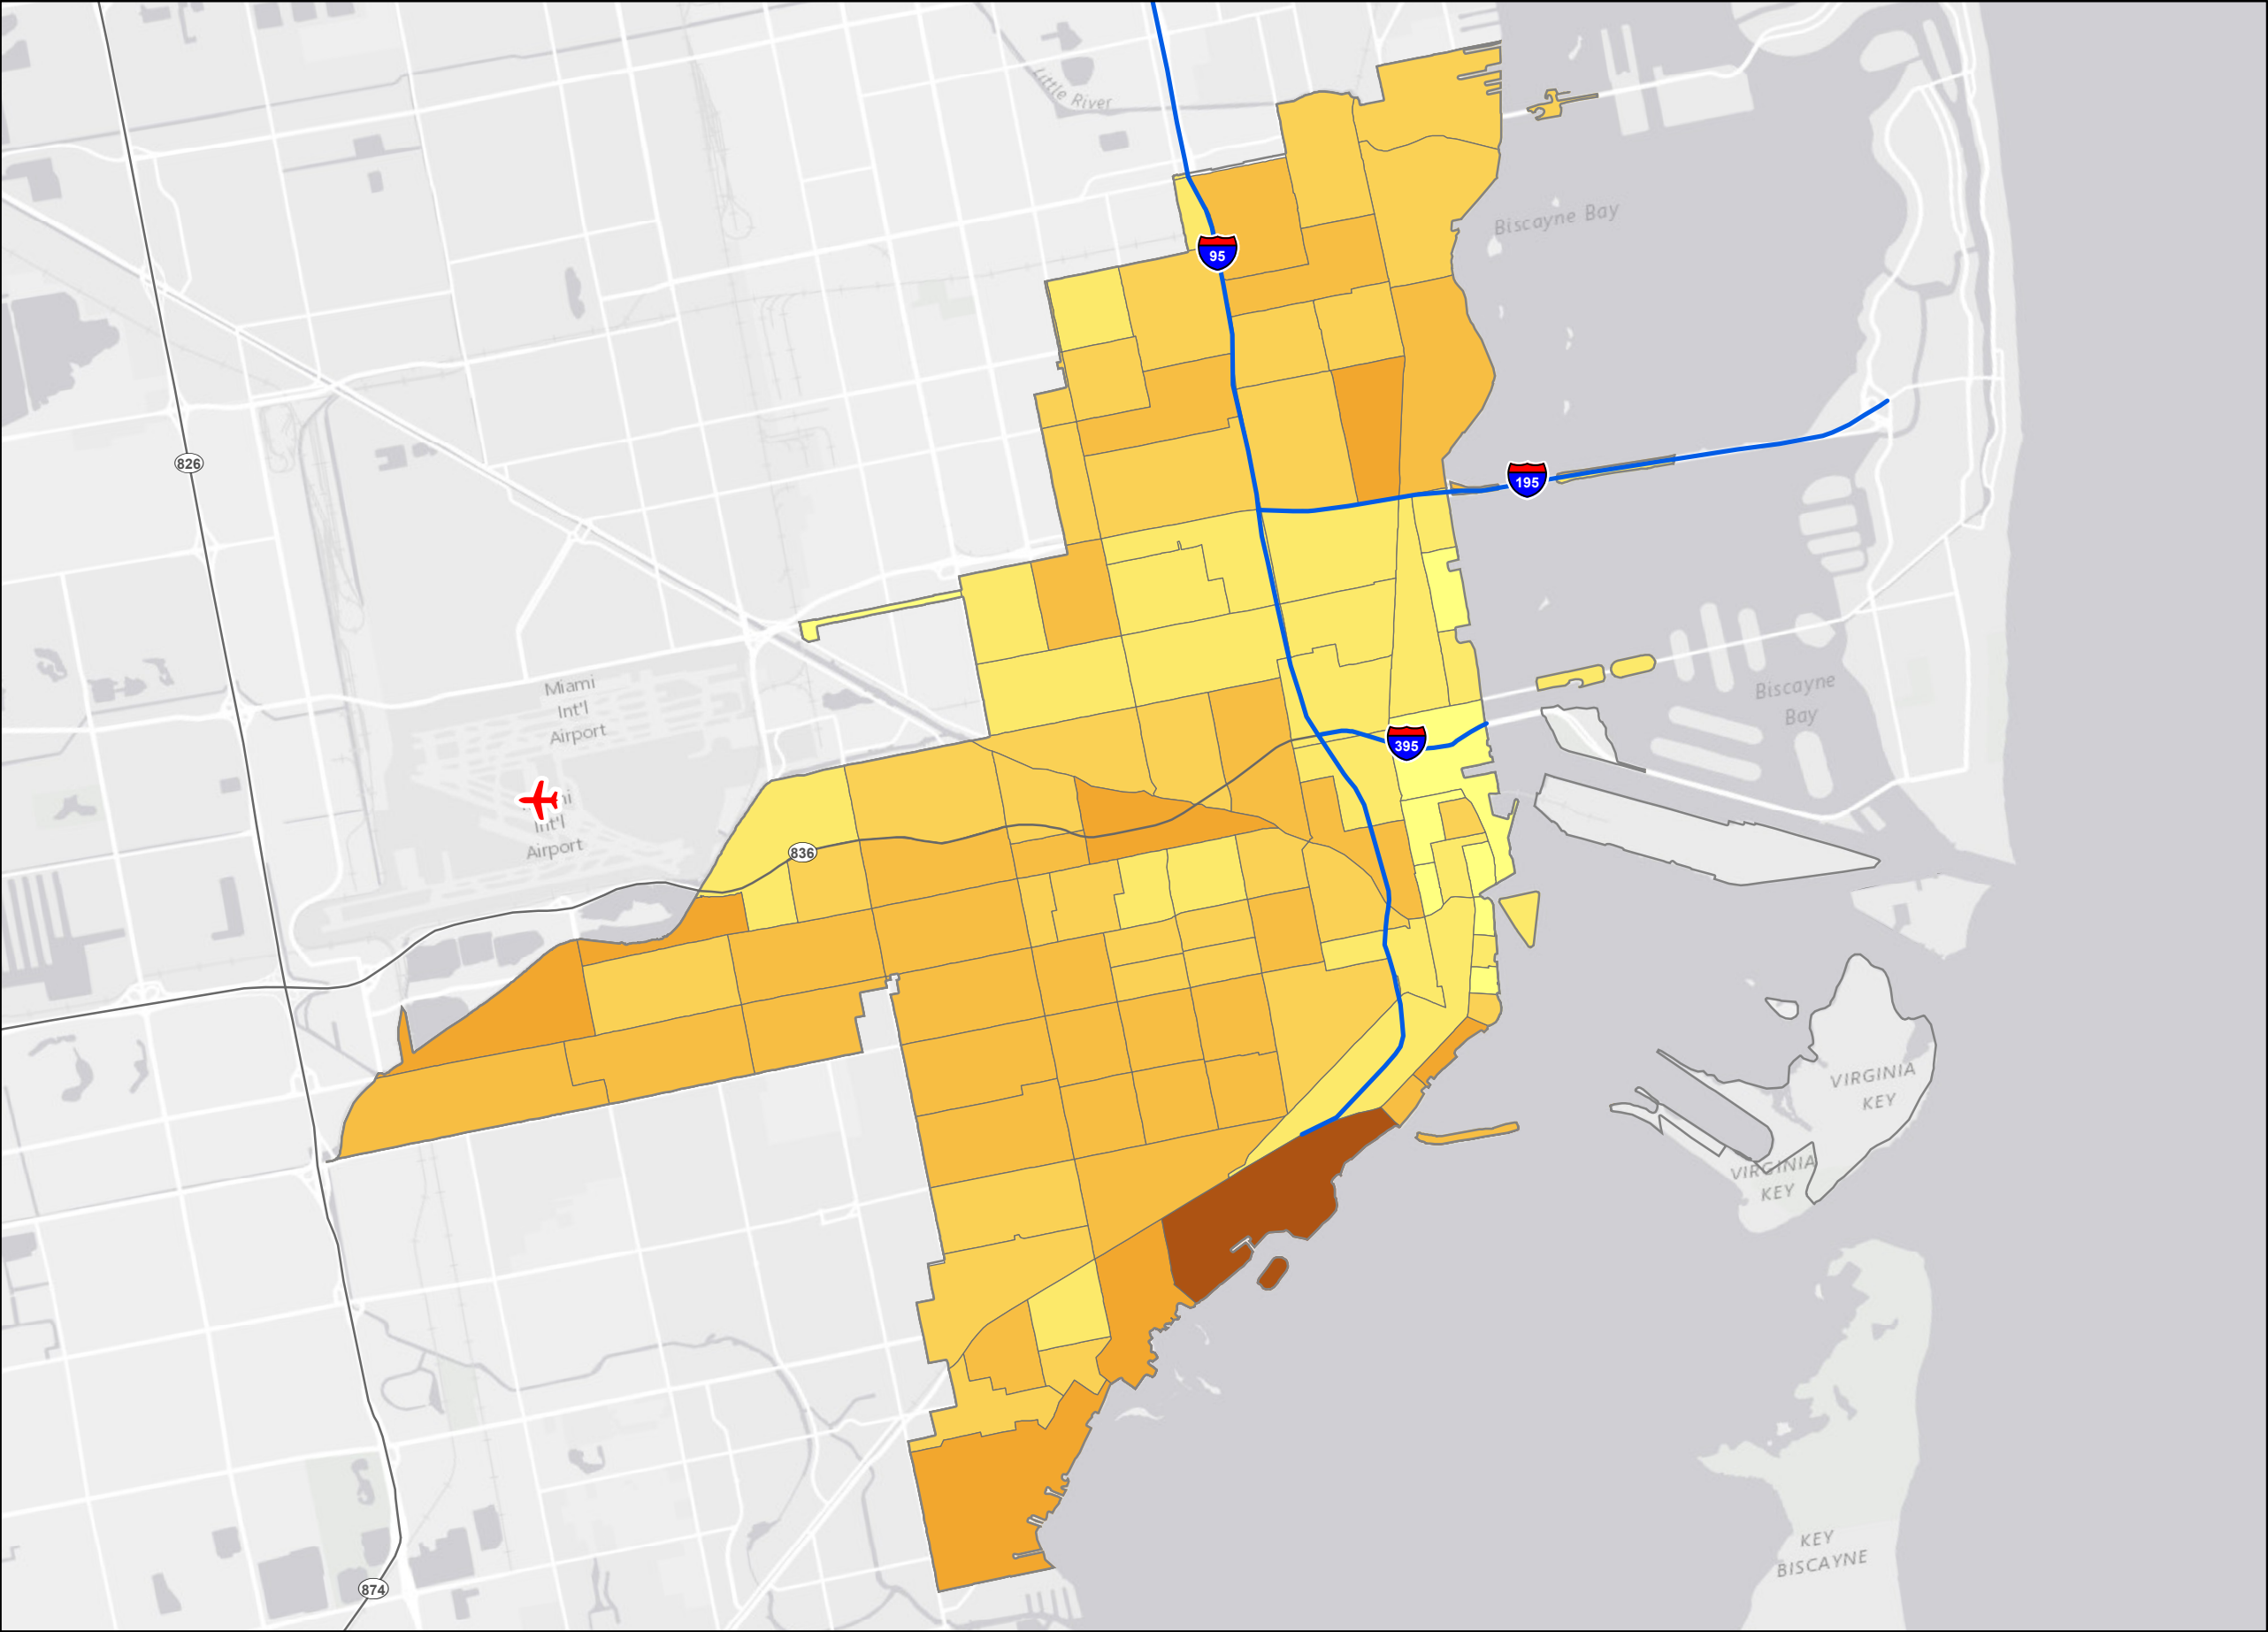 Little River
Biscayne Bay
95
826
195
Miami
Int'l
Airport
Biscayne
Bay
395
Int'l
Airport
836
VIRGINIA
KEY
VIRGINIA
KEY
KEY
BISCAYNE
874